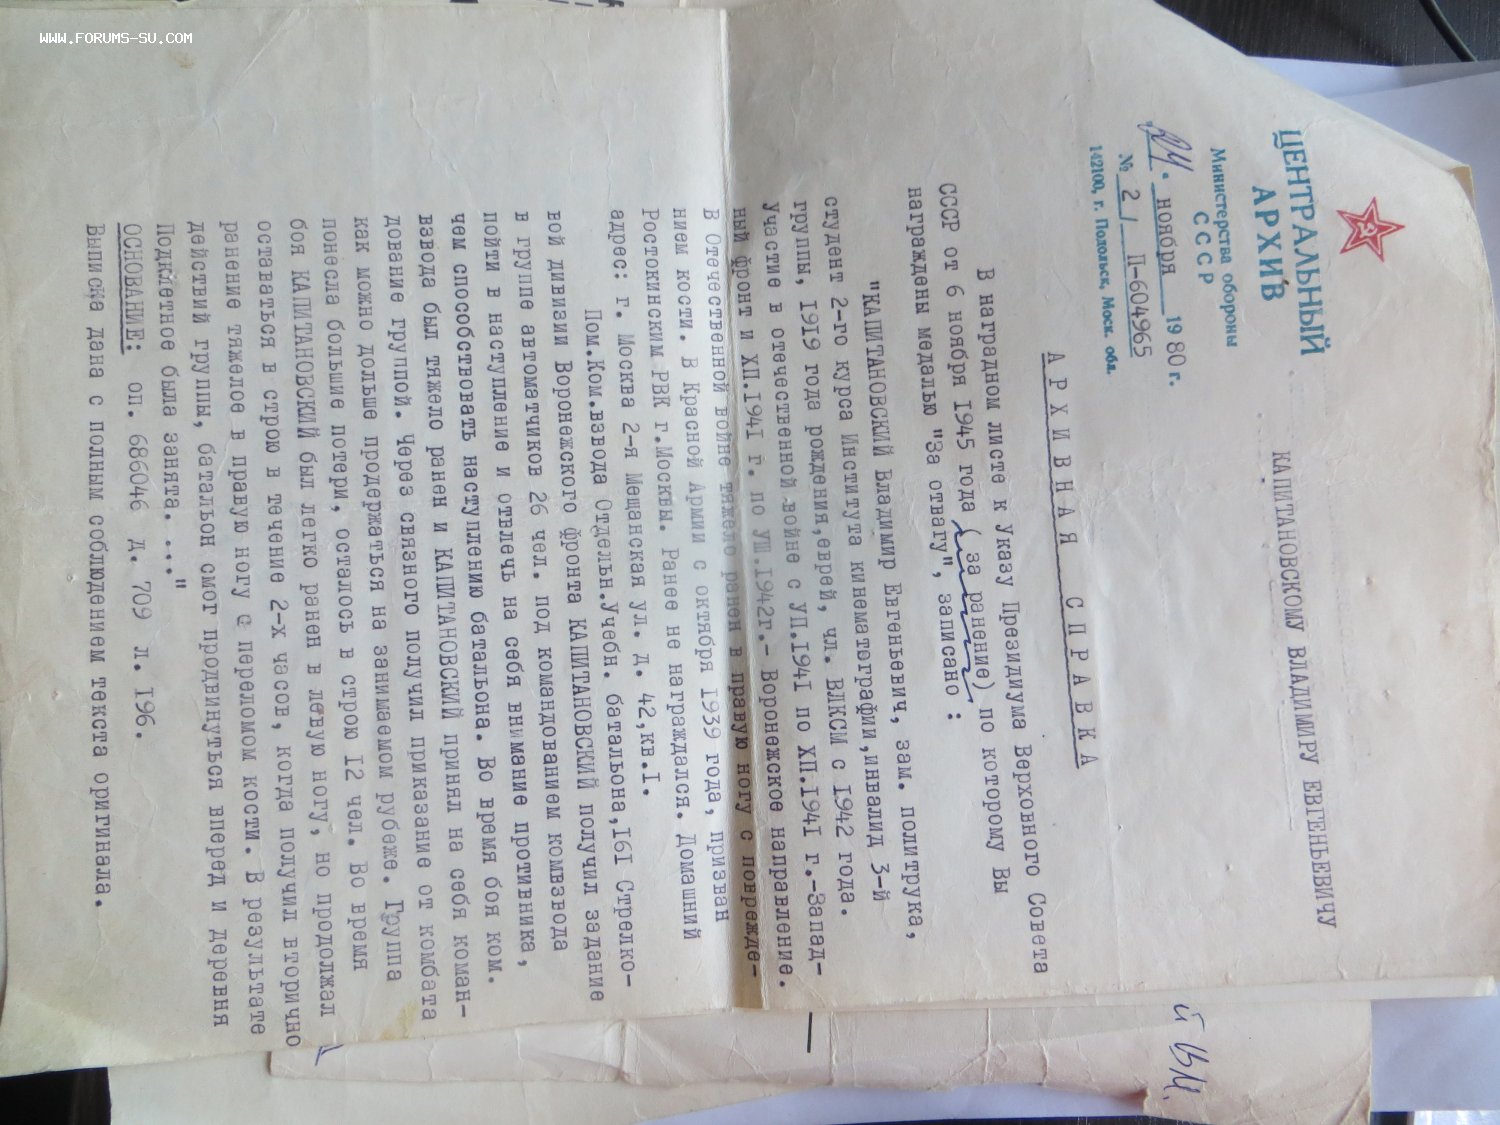 WWW.FORUMS-SU.COM
ЦЕНТРАЛЬНЫЙ
АРХИВ
Министерства обороны
СССР
"24". ноября 1980 г.
№ 2/ П-604965
142100, г. Подольск, Моск. обл.
КАПИТАНОВСКОМУ ВЛАДИМИРУ ЕВГЕНЬЕВИЧУ
АРХИВНАЯ СПРАВКА
В наградном листе к Указу Президиума Верховного Совета
СССР от 6 ноября 1945 года ( за ранение) по которому Вы
награждены медалью "За отвагу", записано :
"КАПИТАНОВСКИЙ Владимир Евгеньевич, зам. политрука,
студент 2-го курса Института кинематографии,инвалид 3-й
группы, 1919 года рождения,еврей, чл. ВЛКСМ с 1942 года.
Участие в отечественной войне с УП.194I по ХП.194I г.-Запад-
ный фронт и ХП.194I г. по УШ.1942г.- Воронежское направление.
В Отечественной войне тяжело ранен в правую ногу с поврежде-
нием кости. В Красной Армии с октября 1939 года, призван
Ростокинским РВК г.Москвы. Ранее не награждался. Домашний
адрес: г. Москва 2-я Мещанская ул. д. 42,кв.I.
Пом.Ком.взвода Отдельн.Учебн. батальона,I6I Стрелко-
вой дивизии Воронежского фронта КАПИТАНОВСКИЙ получил задание
в группе автоматчиков 26 чел. под командованием комвзвода
пойти в наступление и отвлечь на себя внимание противника,
чем способствовать наступлению батальона. Во время боя ком.
взвода был тяжело ранен и КАПИТАНОВСКИЙ принял на себя коман-
дование группой. Через связного получил приказание от комбата
как можно дольше продержаться на занимаемом рубеже. Группа
понесла большие потери, осталось в строю I2 чел. Во время
боя КАПИТАНОВСКИЙ был легко ранен в левую ногу, но продолжал
оставаться в строю в течение 2-х часов, когда получил вторично
ранение тяжелое в правую ногу с переломом кости. В результате
действий группы, батальон смог продвинуться вперед и деревня
Подклетное была занята. ..."
ОСНОВАНИЕ: оп. 686046 д. 709 л. I96.
Выписка дана с полным соблюдением текста оригинала.